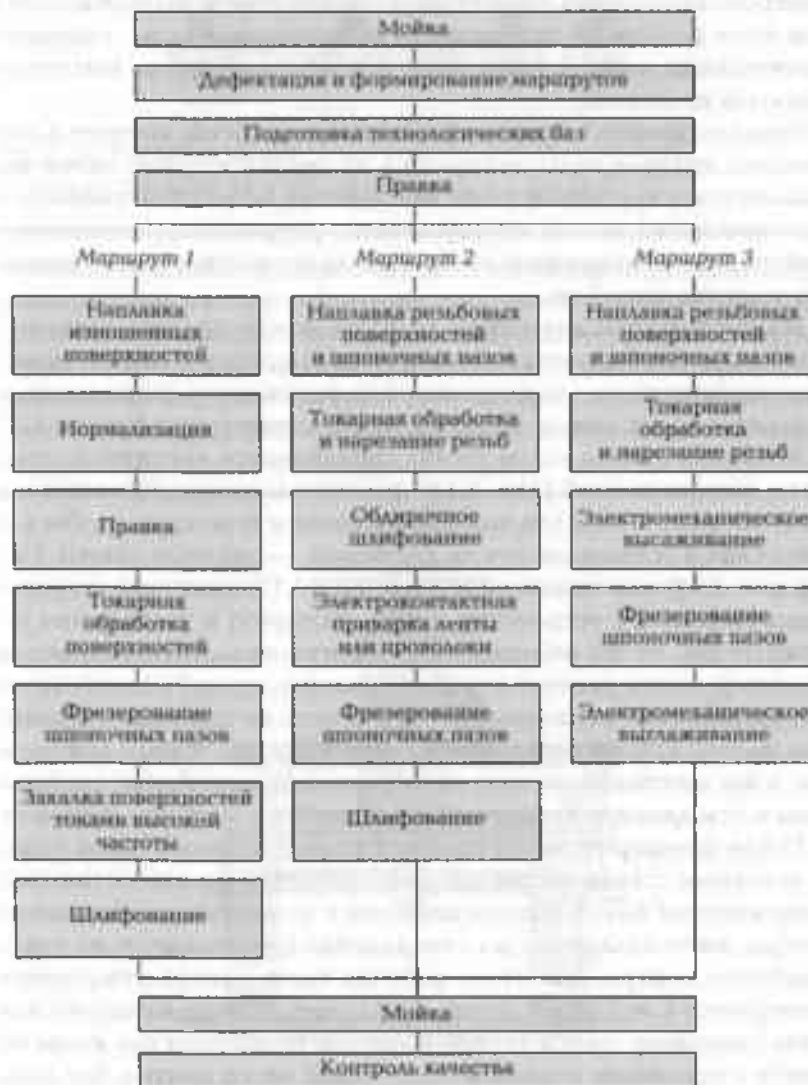 Мойка
Дефектация и формирование маршрутов
Подготовка технологических баз
Правка
Маршрут 1
Наплавка
изношенных
поверхностей
Нормализация
Правка
Токарная
обработка
поверхностей
Фрезерование
шпоночных пазов
Закалка поверхностей
токами высокой
частоты
Шлифование
Маршрут 2
Наплавка резьбовых
поверхностей
и шпоночных пазов
Токарная обработка
и нарезание резьб
Обдирочное
шлифование
Электроконтактная
приварка ленты
или проволоки
Фрезерование
шпоночных пазов
Шлифование
Маршрут 3
Наплавка резьбовых
поверхностей
и шпоночных пазов
Токарная
обработка
и нарезание резьб
Электромеханическое
высаживание
Фрезерование
шпоночных пазов
Электромеханическое
выглаживание
Мойка
Контроль качества